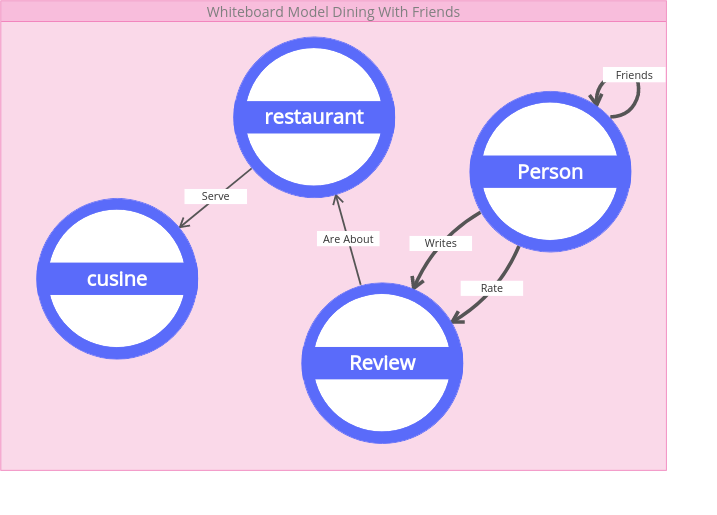 Whiteboard Model Dining With Friends
Friends
restaurant
Person
Serve
Are About
Writes
cusine
Rate
Review